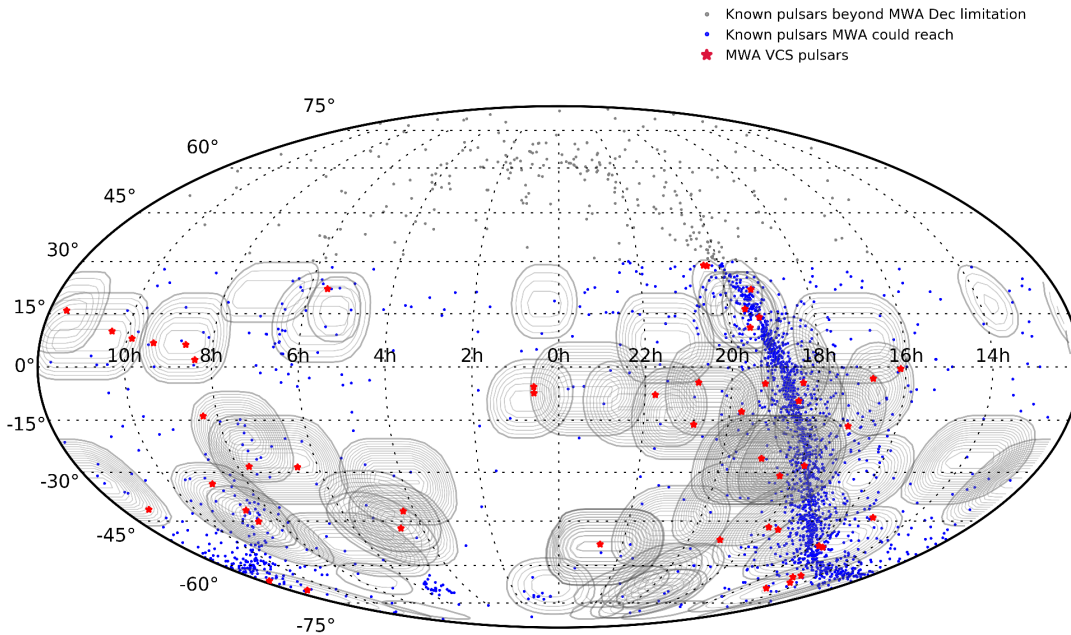 Known pulsars beyond MWA Dec limitation
Known pulsars MWA could reach
MWA VCS pulsars
75°
60°
45°
30°
15°
0°
10h 8h 6h 4h 2h 0h 22h 20h 18h 16h 14h
-15°
-30°
-45°
-60°
-75°